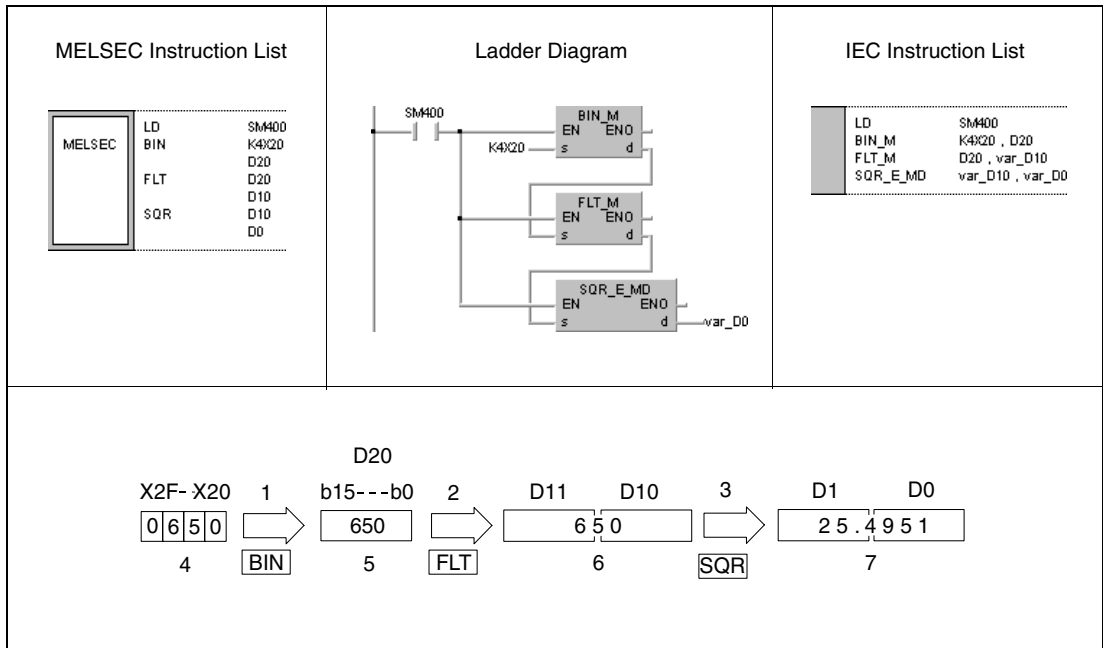 MELSEC Instruction List
MELSEC
LD SM400
BIN K4X20
D20
FLT D20
D10
SQR D10
D0
Ladder Diagram
SM400
BIN_M
EN ENO
K4X20 s d
FLT_M
EN ENO
s d
SQR_E_MD
EN ENO
s d var_D0
IEC Instruction List
LD SM400
BIN_M K4X20 , D20
FLT_M D20 , var_D10
SQR_E_MD var_D10 , var_D0
D20
X2F- X20 1 b15---b0 2 D11 D10 3 D1 D0
0 6 5 0 650 6 5 0 2 5 . 4 9 5 1
4 BIN 5 FLT 6 SQR 7